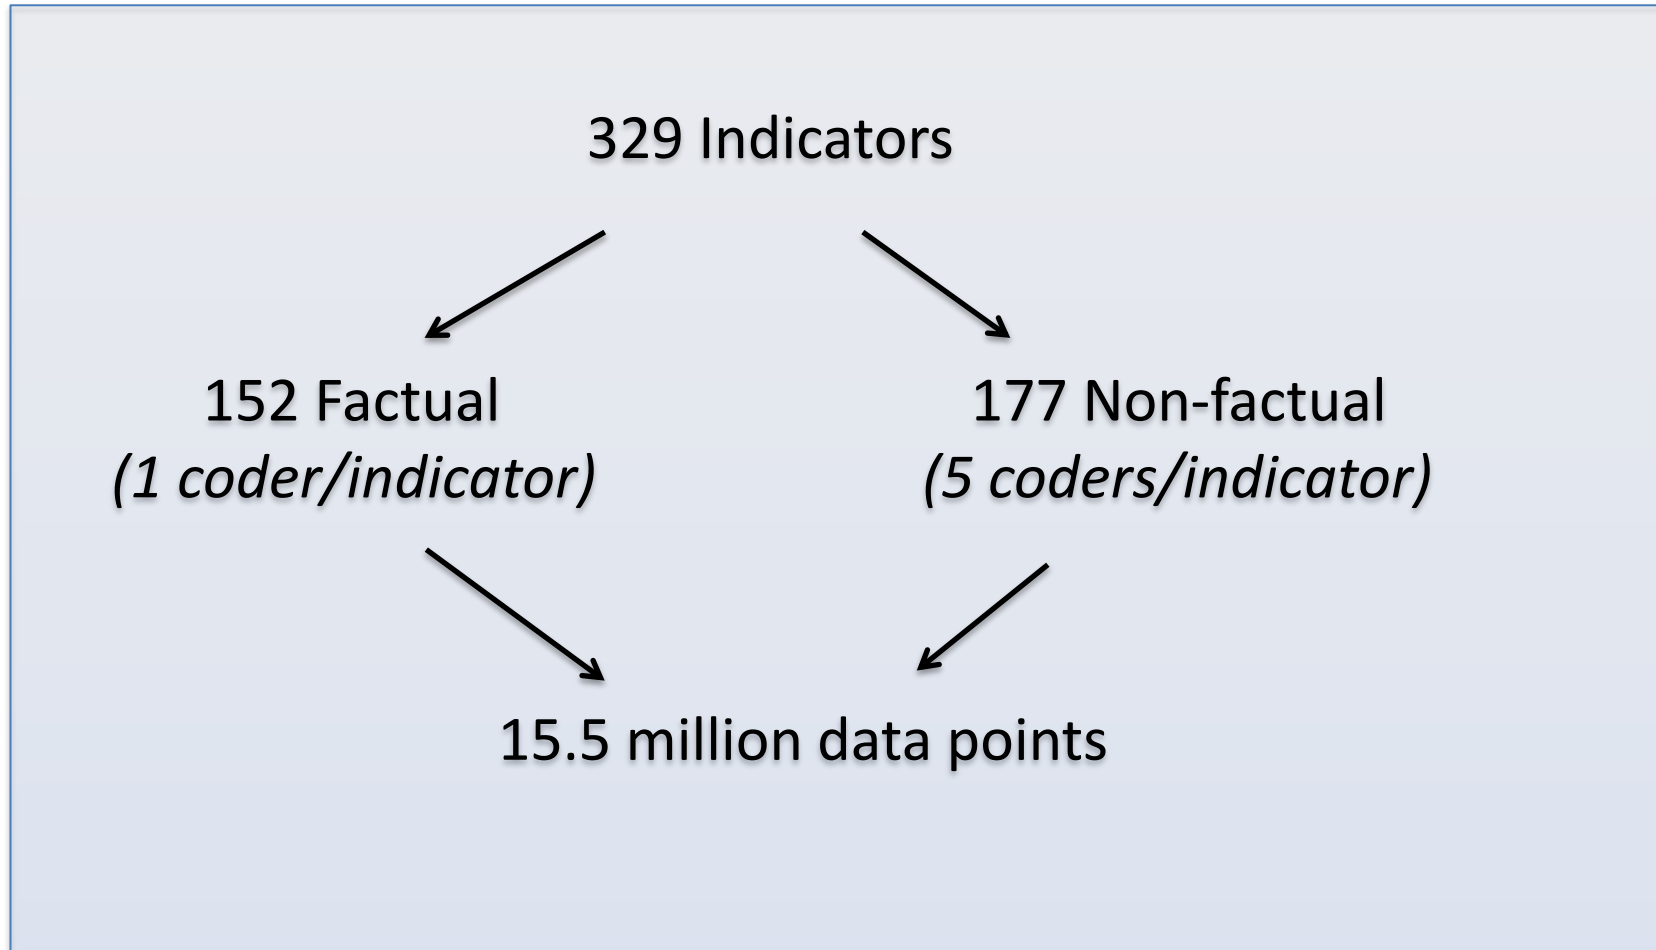 329 Indicators
152 Factual
(1 coder/indicator)
177 Non-factual
(5 coders/indicator)
15.5 million data points